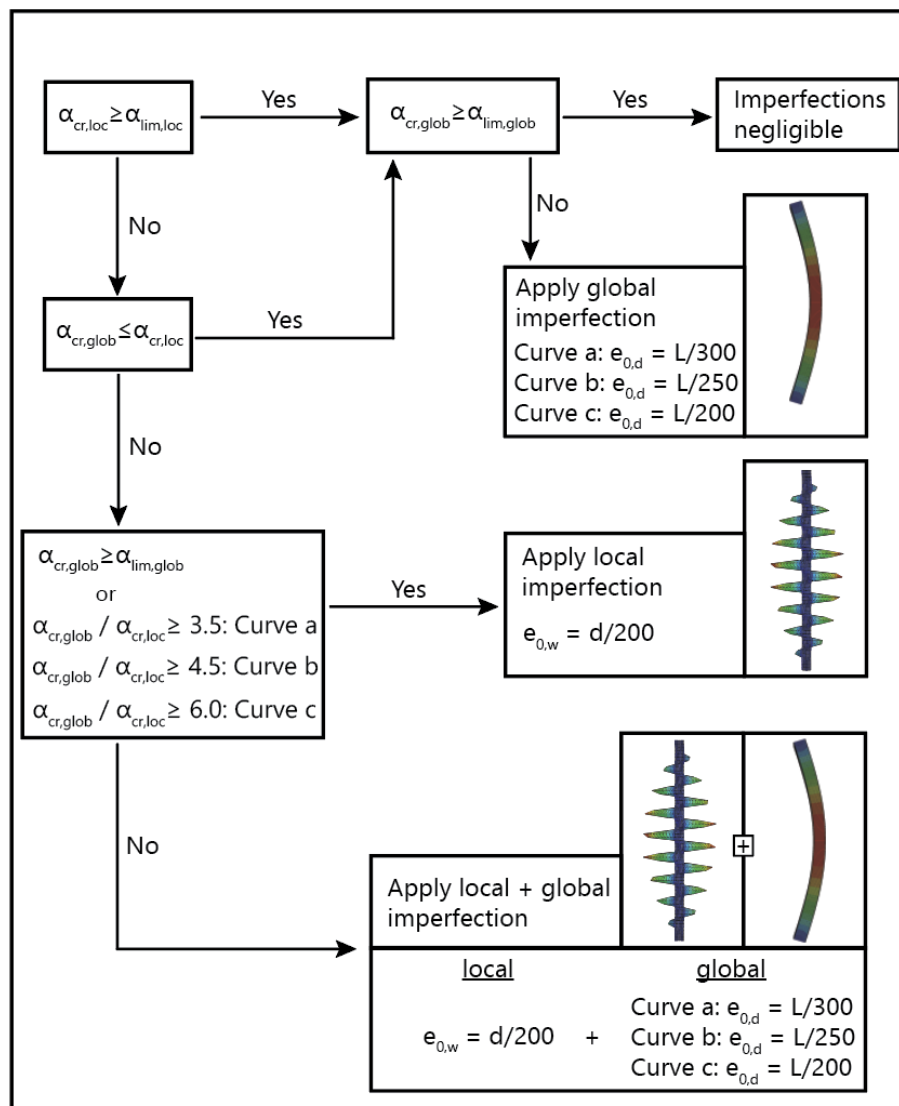 α_cr,loc≥α_lim,loc
Yes
α_cr,glob≥α_lim,glob
Yes
Imperfections
negligible
No
No
α_cr,glob≤α_cr,loc
Yes
Apply global
imperfection
Curve a: e_0,d = L/300
Curve b: e_0,d = L/250
Curve c: e_0,d = L/200
No
α_cr,glob≥α_lim,glob
or
α_cr,glob / α_cr,loc≥ 3.5: Curve a
α_cr,glob / α_cr,loc≥ 4.5: Curve b
α_cr,glob / α_cr,loc≥ 6.0: Curve c
Yes
Apply local
imperfection
e_0,w = d/200
No
Apply local + global
imperfection
+
local
global
e_0,w = d/200 +
Curve a: e_0,d = L/300
Curve b: e_0,d = L/250
Curve c: e_0,d = L/200